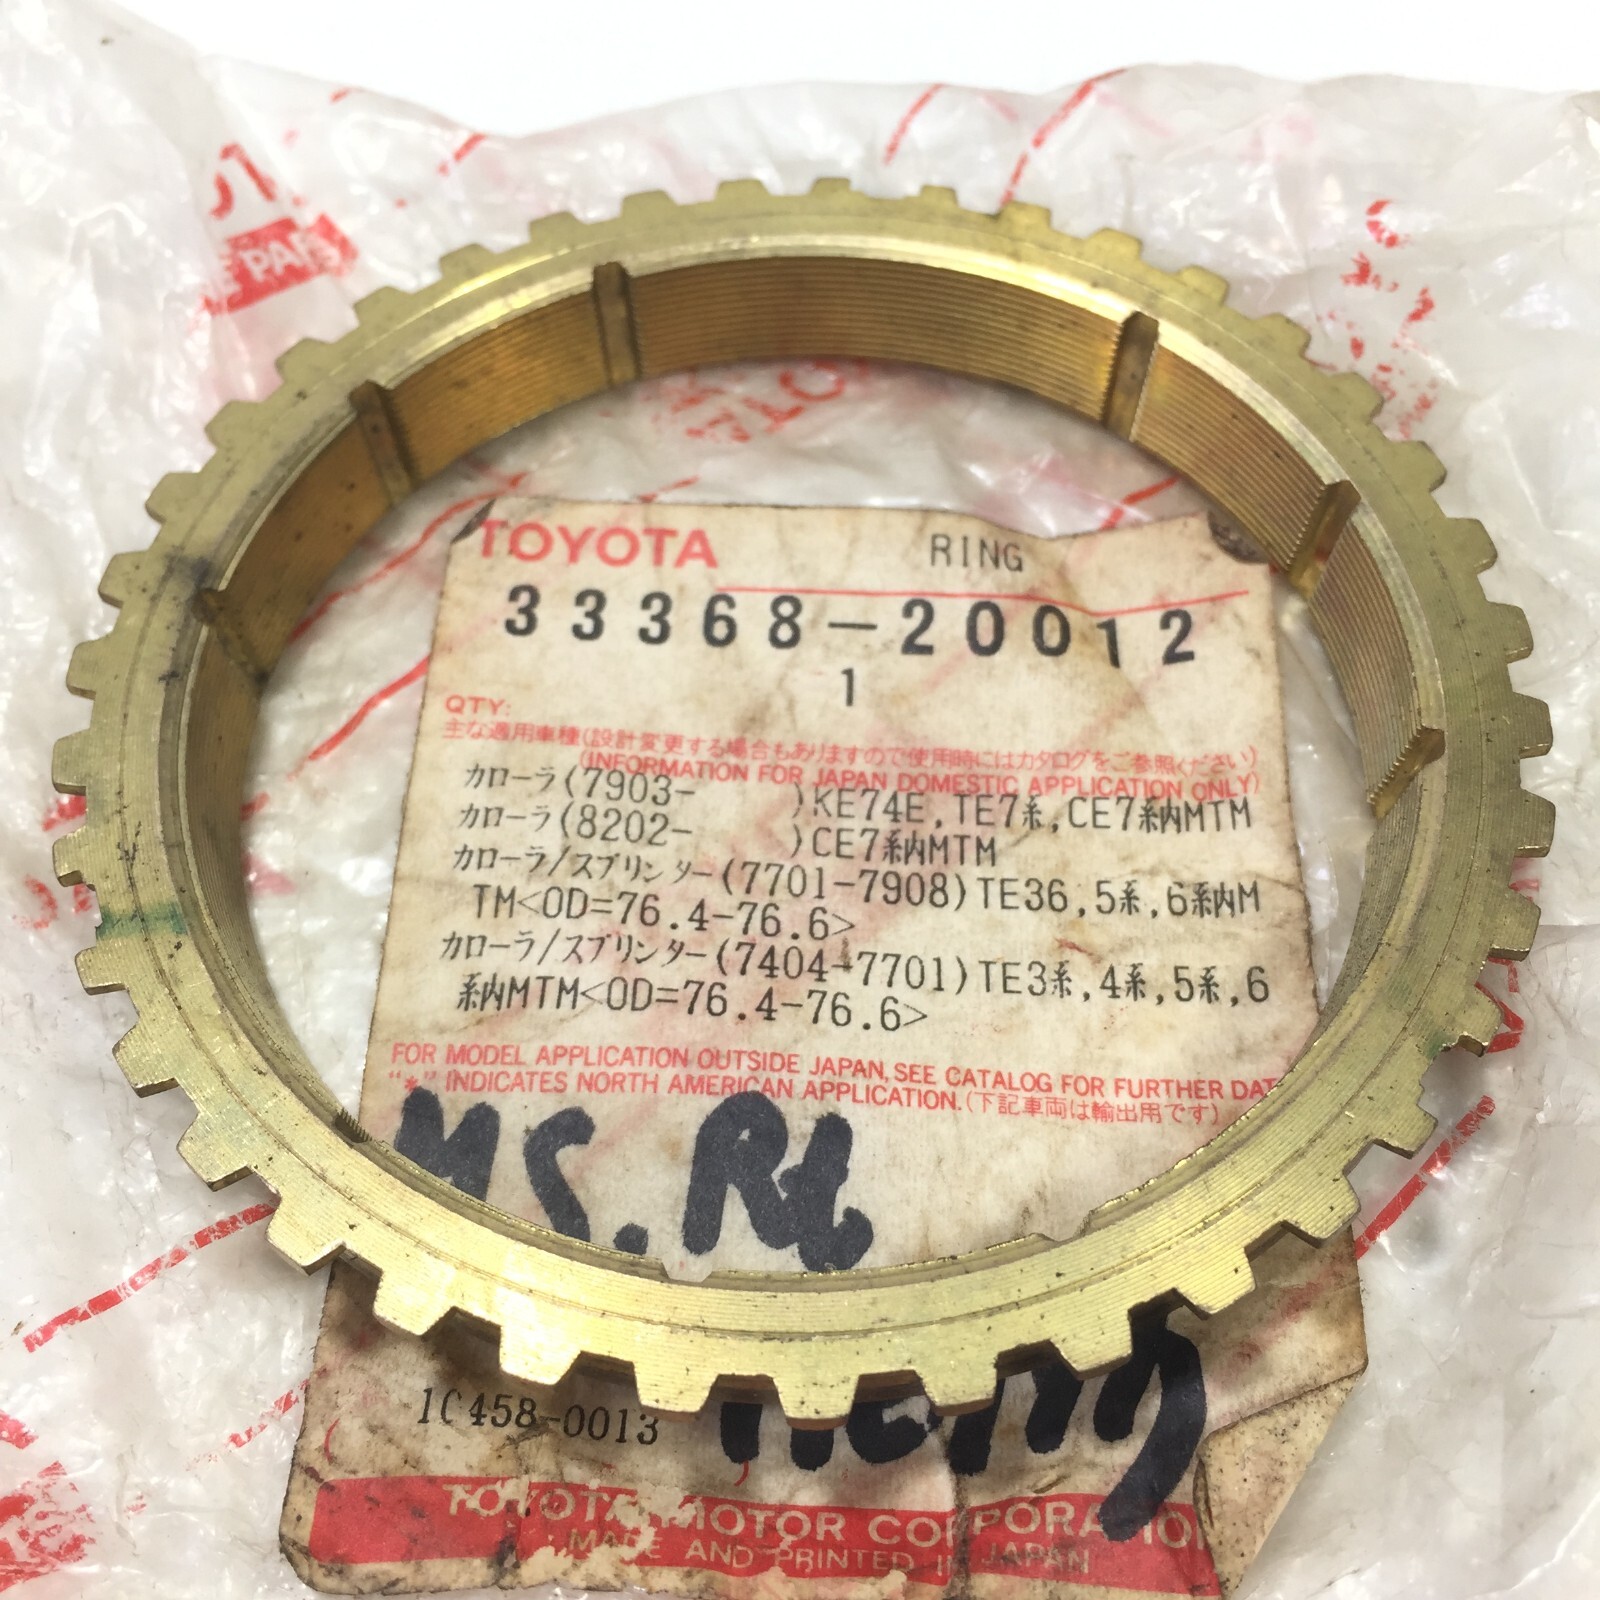 TOYOTA RING
33368-20012
1
QTY:
主な適用車種(設計変更する場合もありますので使用時にはカタログをご参照ください)
(INFORMATION FOR JAPAN DOMESTIC APPLICATION ONLY)
カローラ(7903- )KE74E,TE7系,CE7系内MTM
カローラ(8202- )CE7系内MTM
カローラ/スプリンター(7701-7908)TE36,5系,6系内M
TM<OD=76.4-76.6>
カローラ/スプリンター(7404-7701)TE3系,4系,5系,6
系内MTM<OD=76.4-76.6>
FOR MODEL APPLICATION OUTSIDE JAPAN, SEE CATALOG FOR FURTHER DAT
"*" INDICATES NORTH AMERICAN APPLICATION.(下記車両は輸出用です)
1C458-0013
TOYOTA MOTOR CORPORATION
MADE AND PRINTED IN JAPAN